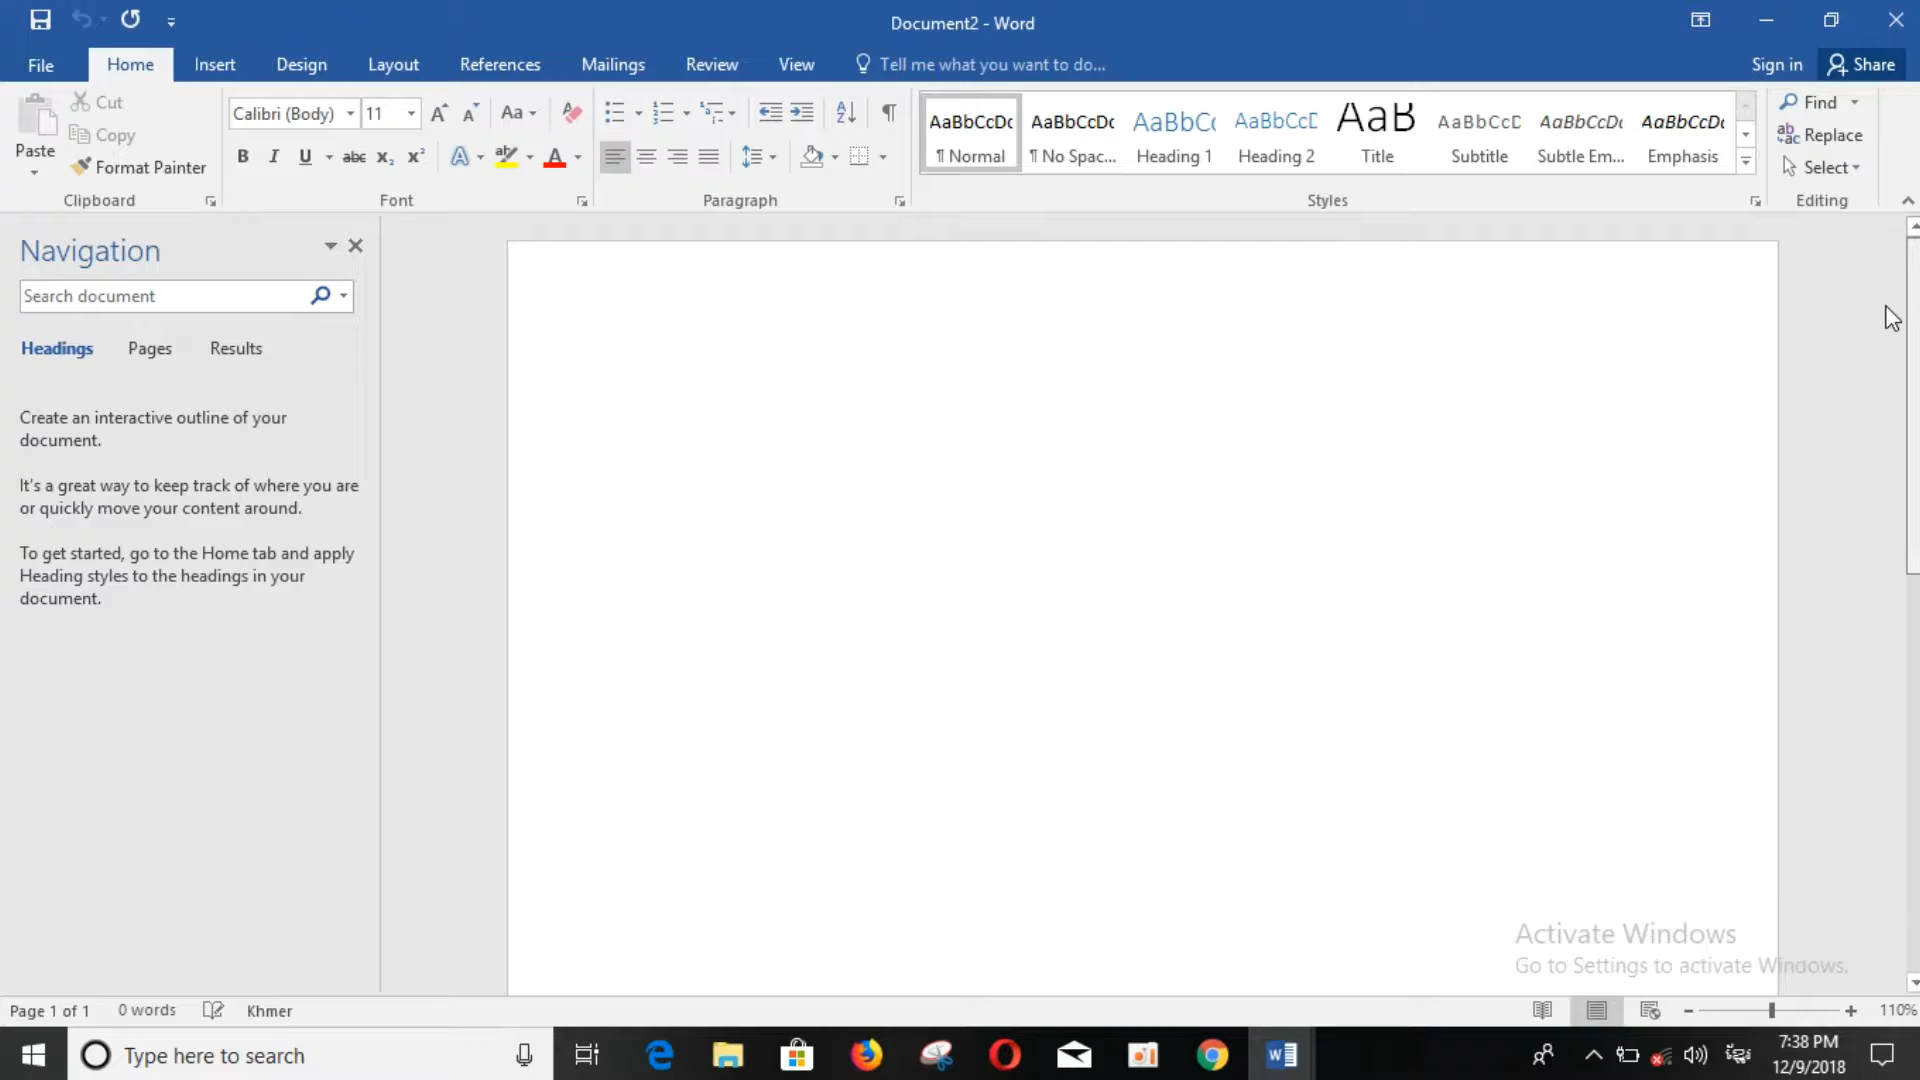 Document2 - Word
File Home Insert Design Layout References Mailings Review View Tell me what you want to do... Sign in Share
Paste
Cut
Copy
Format Painter
Clipboard
Calibri (Body) 11
Aa
B I U abc X₂ X²
Font
Paragraph
AaBbCcDc AaBbCcDc AaBbCc AaBbCcD AaB AaBbCcD AaBbCcDc AaBbCcDc
¶ Normal ¶ No Spac... Heading 1 Heading 2 Title Subtitle Subtle Em... Emphasis
Styles
Find
Replace
Select
Editing
Navigation
Search document
Headings Pages Results
Create an interactive outline of your
document.
It's a great way to keep track of where you are
or quickly move your content around.
To get started, go to the Home tab and apply
Heading styles to the headings in your
document.
Activate Windows
Go to Settings to activate Windows.
Page 1 of 1 0 words Khmer 110%
Type here to search
7:38 PM
12/9/2018